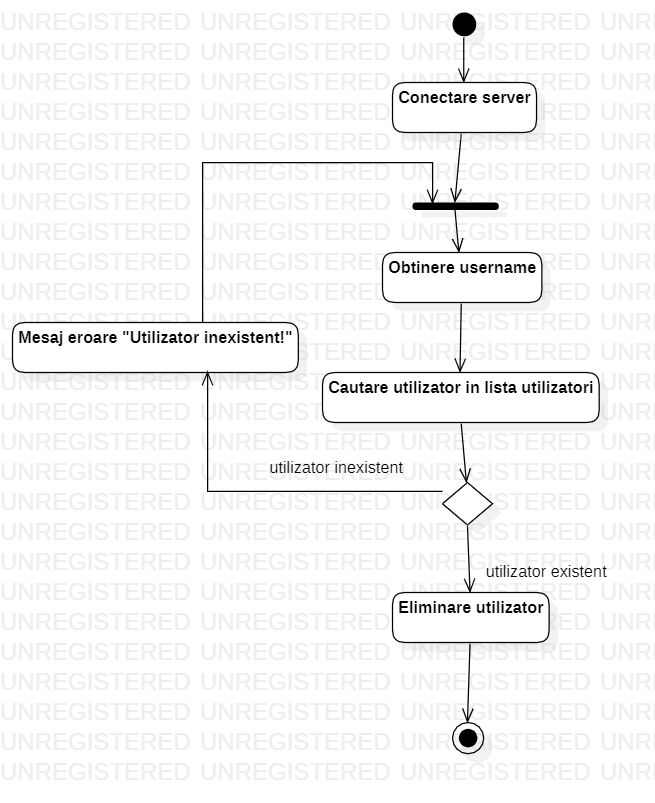 Conectare server
Obtinere username
Mesaj eroare "Utilizator inexistent!"
Cautare utilizator in lista utilizatori
utilizator inexistent
utilizator existent
Eliminare utilizator
UNREGISTERED